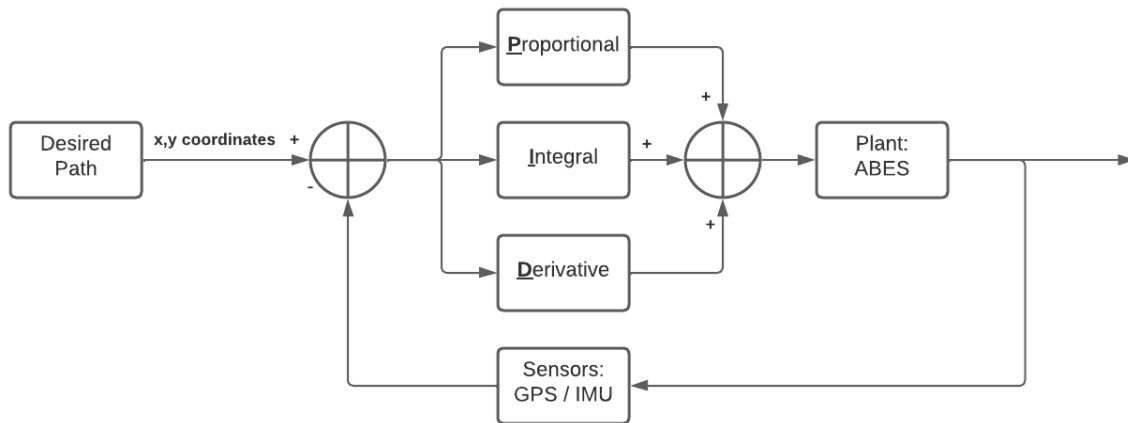 Proportional
+
Desired
Path
x,y coordinates +
-
Integral
+
Plant:
ABES
+
Derivative
Sensors:
GPS / IMU